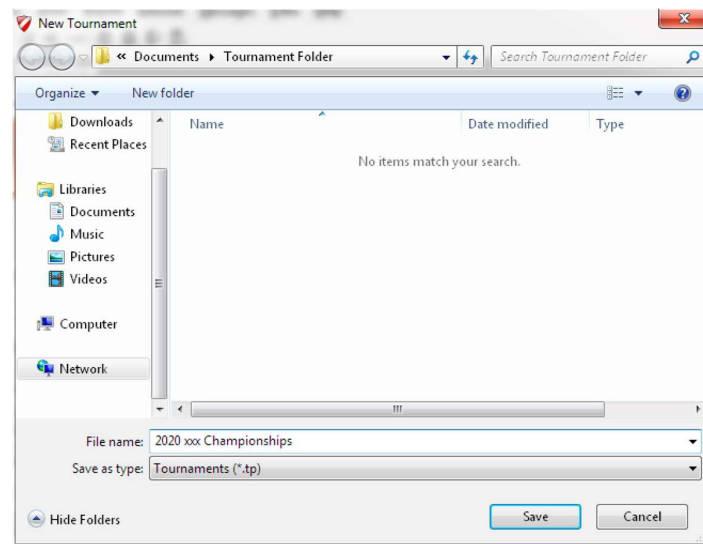 New Tournament
« Documents Tournament Folder
Search Tournament Folder
Organize New folder
Name Date modified Type
Downloads
Recent Places
No items match your search.
Libraries
Documents
Music
Pictures
Videos
Computer
Network
File name: 2020 xxx Championships
Save as type: Tournaments (*.tp)
Hide Folders
Save Cancel